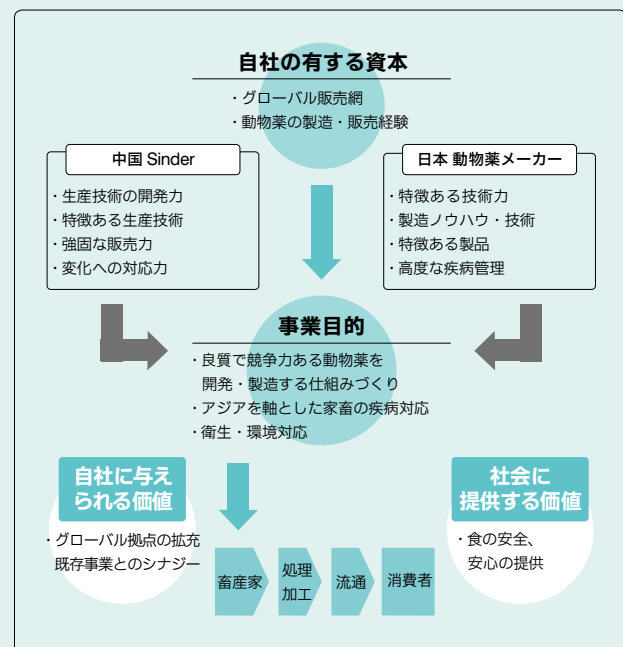 自社の有する資本
・グローバル販売網
・動物薬の製造・販売経験
中国 Sinder
・生産技術の開発力
・特徴ある生産技術
・強固な販売力
・変化への対応力
日本 動物薬メーカー
・特徴ある技術力
・製造ノウハウ・技術
・特徴ある製品
・高度な疾病管理
事業目的
・良質で競争力ある動物薬を
開発・製造する仕組みづくり
・アジアを軸とした家畜の疾病対応
・衛生・環境対応
自社に与え
られる価値
・グローバル拠点の拡充
既存事業とのシナジー
社会に
提供する価値
・食の安全、
安心の提供
畜産家
処理
加工
流通
消費者